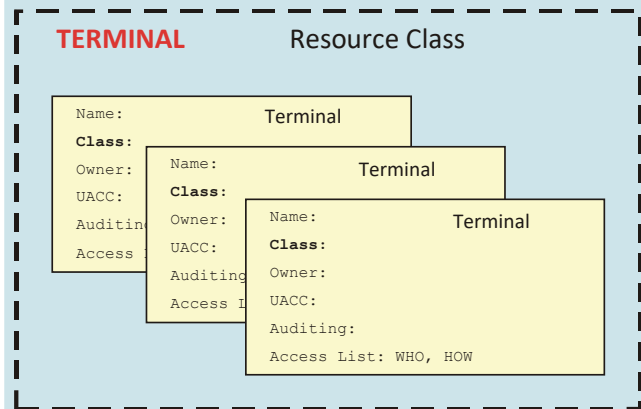 TERMINAL Resource Class
Name: Terminal
Class:
Owner:
UACC:
Auditin
Access
Name: Terminal
Class:
Owner:
UACC:
Auditing
Access L
Name: Terminal
Class:
Owner:
UACC:
Auditing:
Access List: WHO, HOW